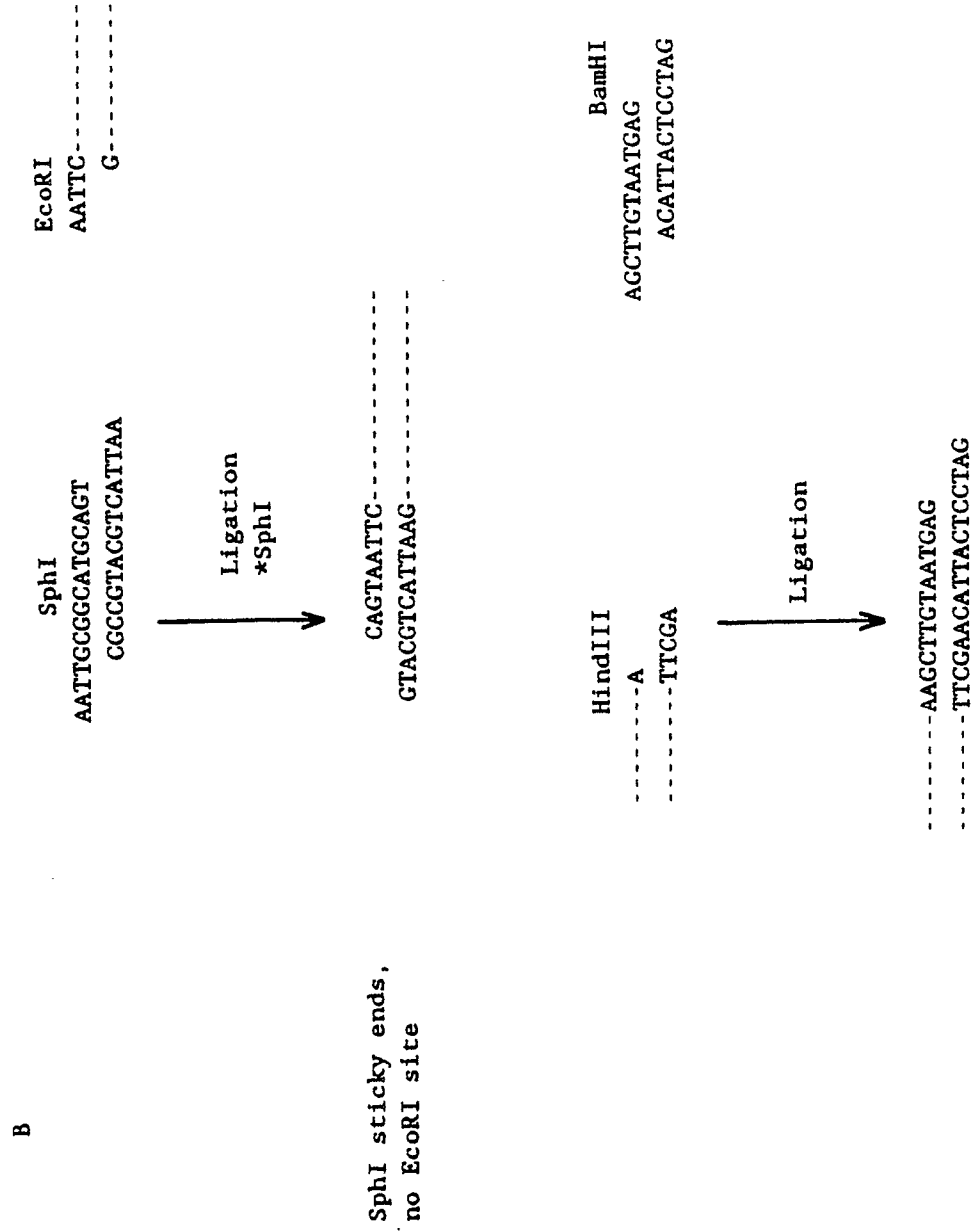 B
SphI
AATTGCGGCATGCAGT
CGCCGTACGTCATTAA
EcoRI
AATTC----------
G---------
Ligation
*SphI
SphI sticky ends,
no EcoRI site
CAGTAATTC--------------
GTACGTCATTAAG--------------
HindIII
--------A
--------TTCGA
BamHI
AGCTTGTAATGAG
ACATTACTCCTAG
Ligation
--------AAGCTTGTAATGAG
--------TTCGAACATTACTCCTAG